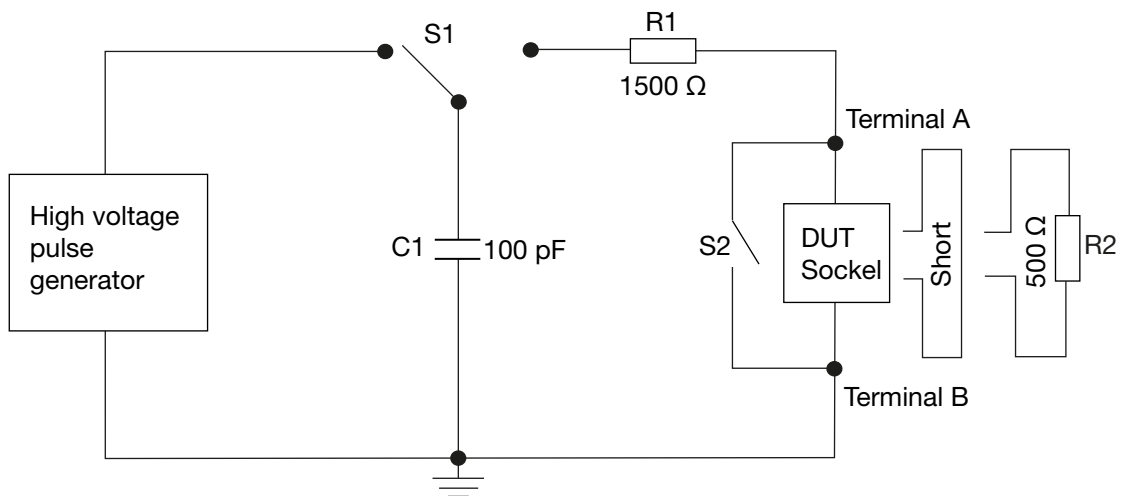 S1
R1
1500 Ω
Terminal A
High voltage
pulse
generator
C1
100 pF
S2
DUT
Sockel
Short
500 Ω
R2
Terminal B